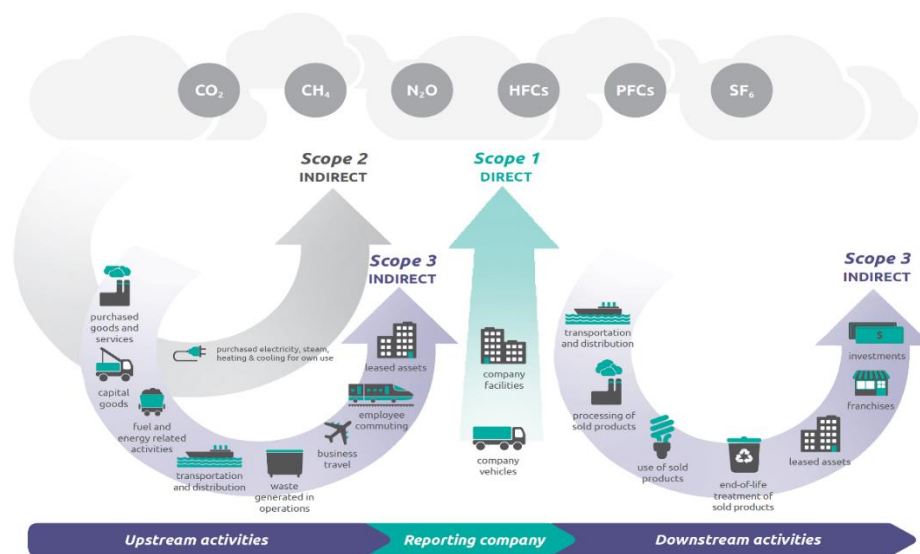 CO₂
CH₄
N₂O
HFCs
PFCs
SF₆
Scope 2
INDIRECT
Scope 1
DIRECT
Scope 3
INDIRECT
Scope 3
INDIRECT
purchased
goods and
services
capital
goods
fuel and
energy related
activities
purchased electricity, steam,
heating & cooling for own use
transportation
and distribution
waste
generated in
operations
business
travel
employee
commuting
leased assets
company
facilities
company
vehicles
transportation
and distribution
processing of
sold products
use of sold
products
end-of-life
treatment of
sold products
leased assets
franchises
$
investments
Upstream activities
Reporting company
Downstream activities